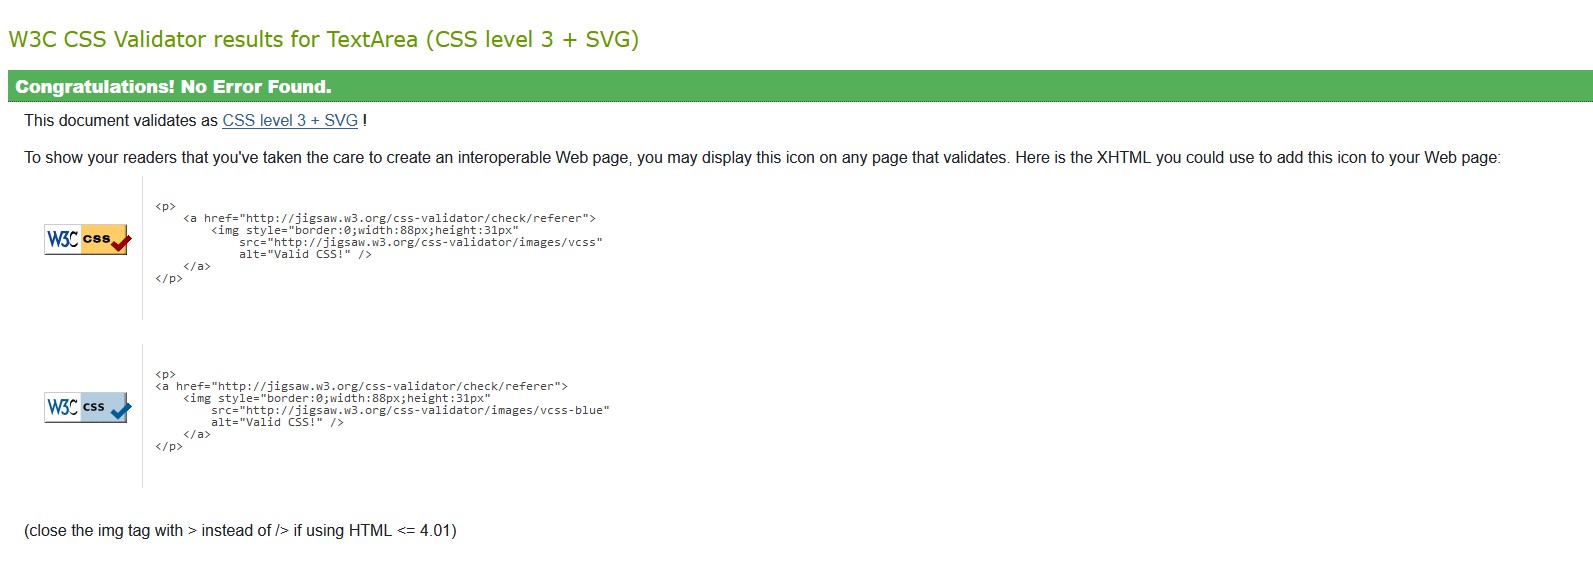 W3C CSS Validator results for TextArea (CSS level 3 + SVG)
Congratulations! No Error Found.
This document validates as CSS level 3 + SVG !
To show your readers that you've taken the care to create an interoperable Web page, you may display this icon on any page that validates. Here is the XHTML you could use to add this icon to your Web page:
W3C css
<p>
    <a href="http://jigsaw.w3.org/css-validator/check/referer">
        <img style="border:0;width:88px;height:31px"
            src="http://jigsaw.w3.org/css-validator/images/vcss"
            alt="Valid CSS!" />
    </a>
</p>
W3C css
<p>
<a href="http://jigsaw.w3.org/css-validator/check/referer">
    <img style="border:0;width:88px;height:31px"
        src="http://jigsaw.w3.org/css-validator/images/vcss-blue"
        alt="Valid CSS!" />
    </a>
</p>
(close the img tag with > instead of /> if using HTML <= 4.01)